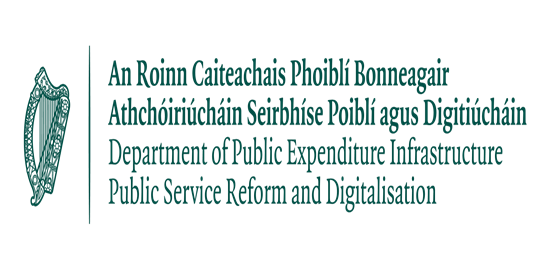 An Roinn Caiteachais Phoiblí Bonneagair
Athchóiriúcháin Seirbhíse Poiblí agus Digitiúcháin
Department of Public Expenditure Infrastructure
Public Service Reform and Digitalisation